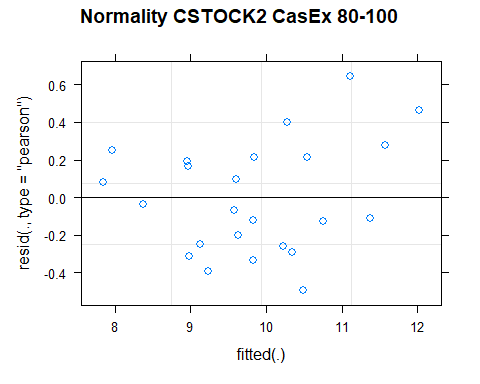 Normality CSTOCK2 CasEx 80-100
resid(., type = "pearson")
0.6
0.4
0.2
0.0
-0.2
-0.4
8 9 10 11 12
fitted(.)